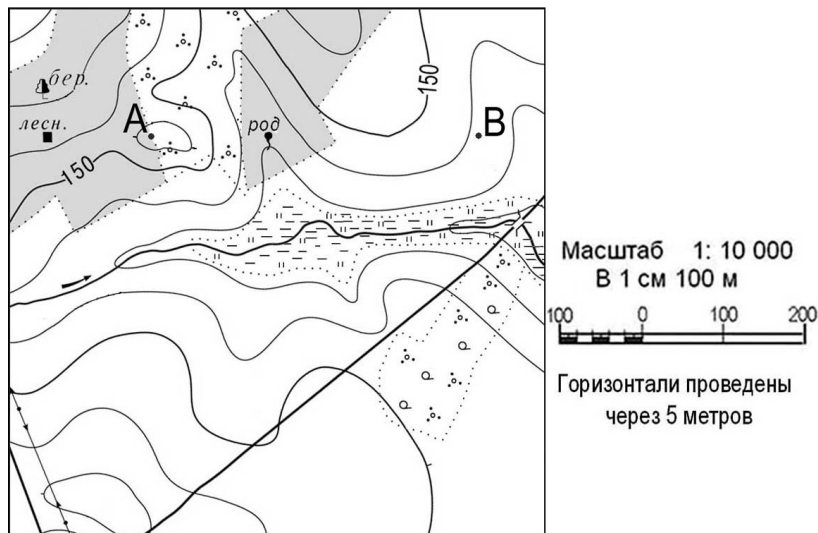 бер.
лесн.
A
род
150
B
150
Масштаб 1: 10 000
В 1 см 100 м
100 0 100 200
Горизонтали проведены
через 5 метров